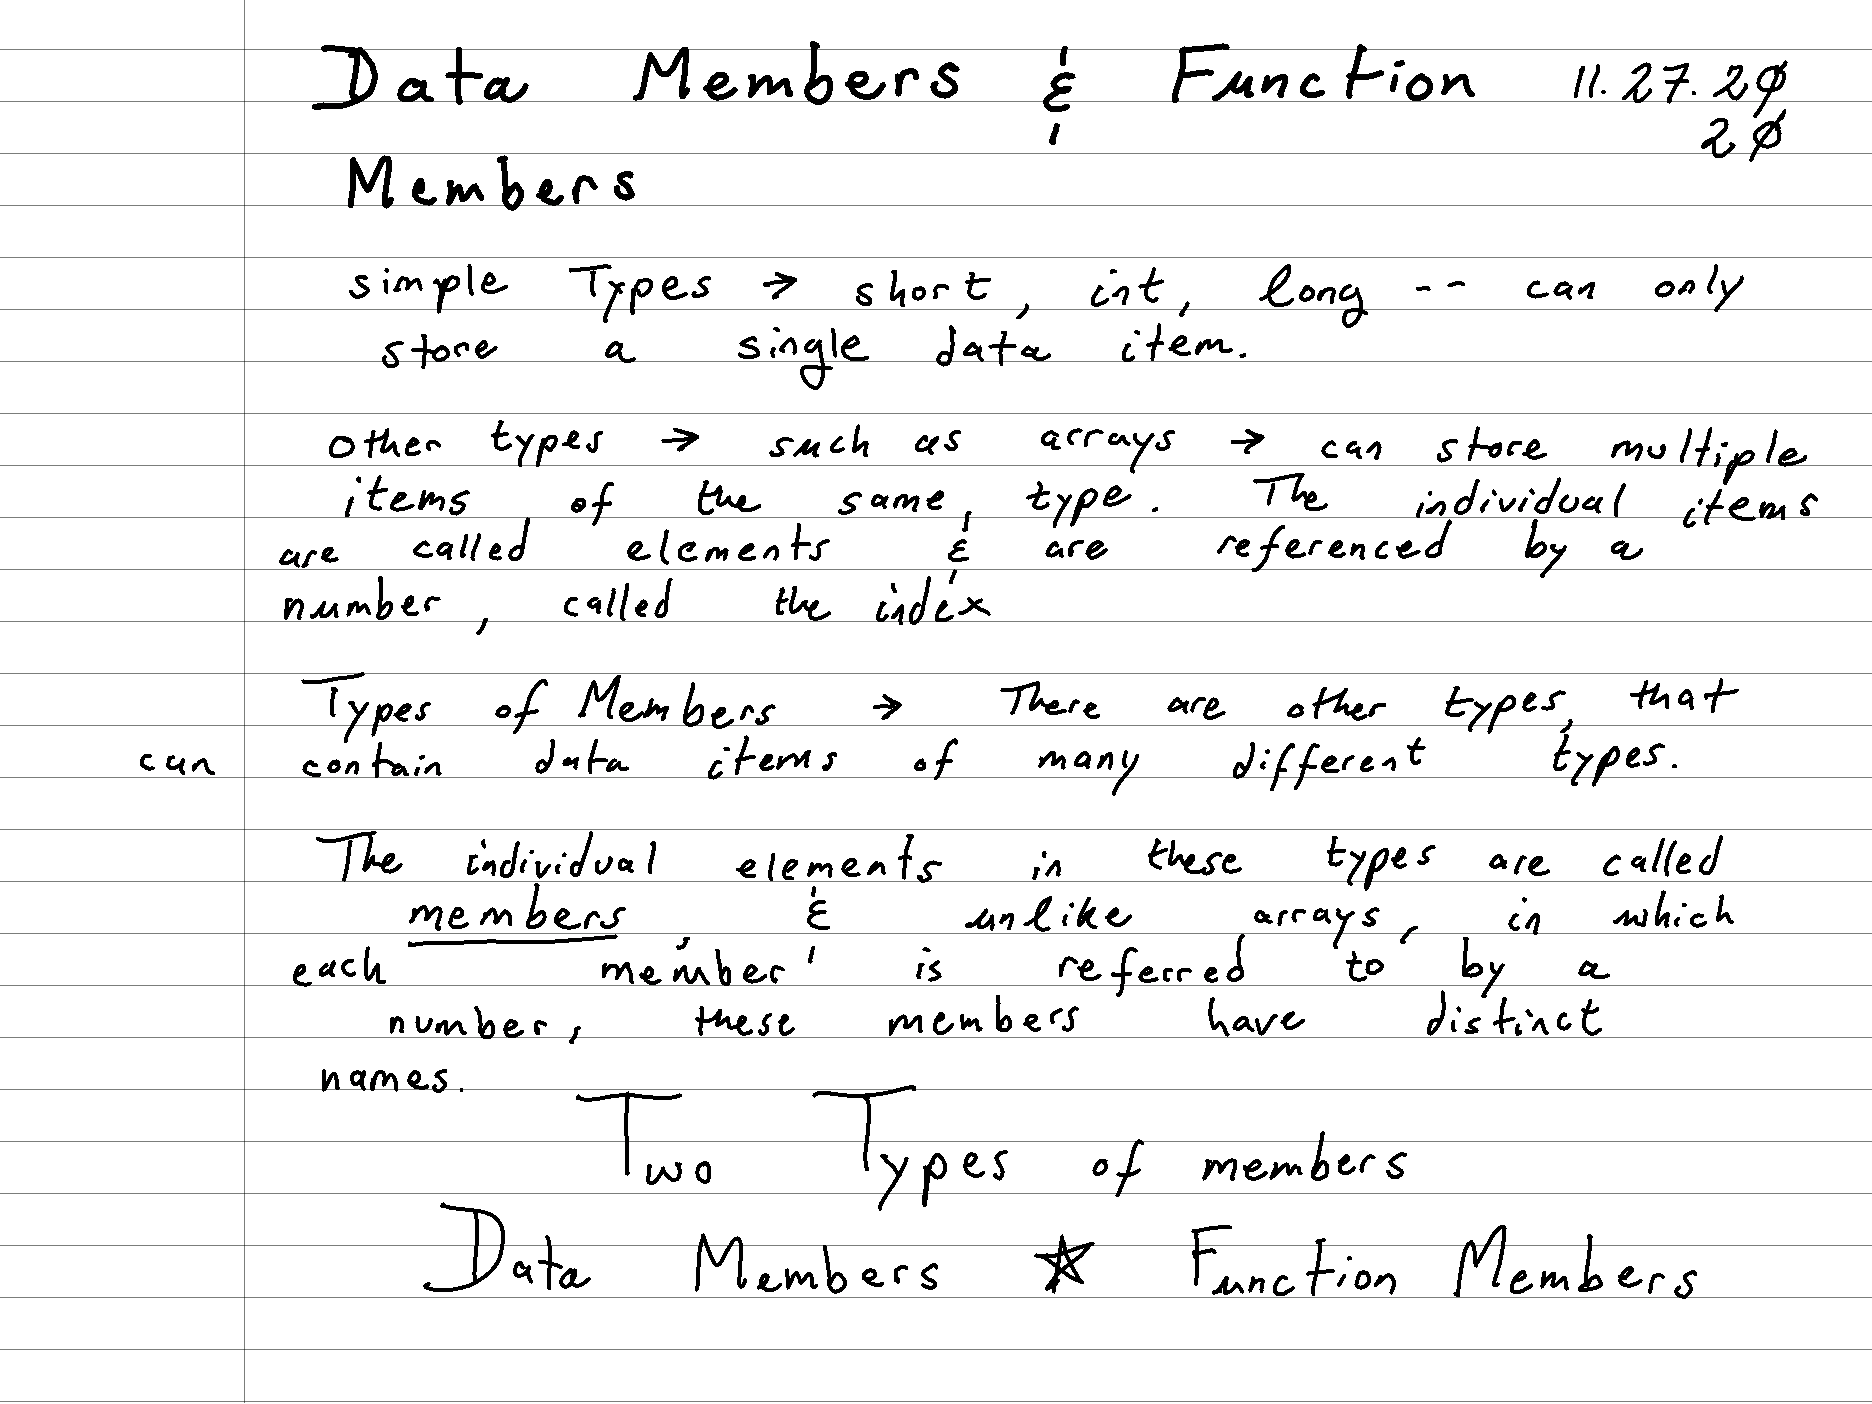 Data Members & Function 11.27.20
20
Members
simple Types → short, int, long -- can only
store a single data item.
other types → such as arrays → can store multiple
items of the same type. The individual items
are called elements & are referenced by a
number, called the index
Types of Members → There are other types, that
can contain data items of many different types.
The individual elements in these types are called
members, & unlike arrays, in which
each member is referred to by a
number, these members have distinct
names.
Two Types of members
Data Members ☆ Function Members